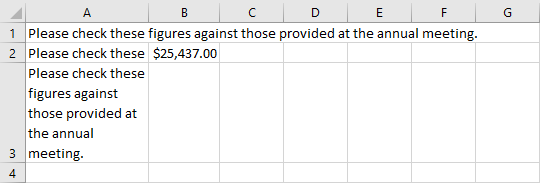 A B C D E F G
1 Please check these figures against those provided at the annual meeting.
2 Please check these $25,437.00
Please check these
figures against
those provided at
the annual
3 meeting.
4